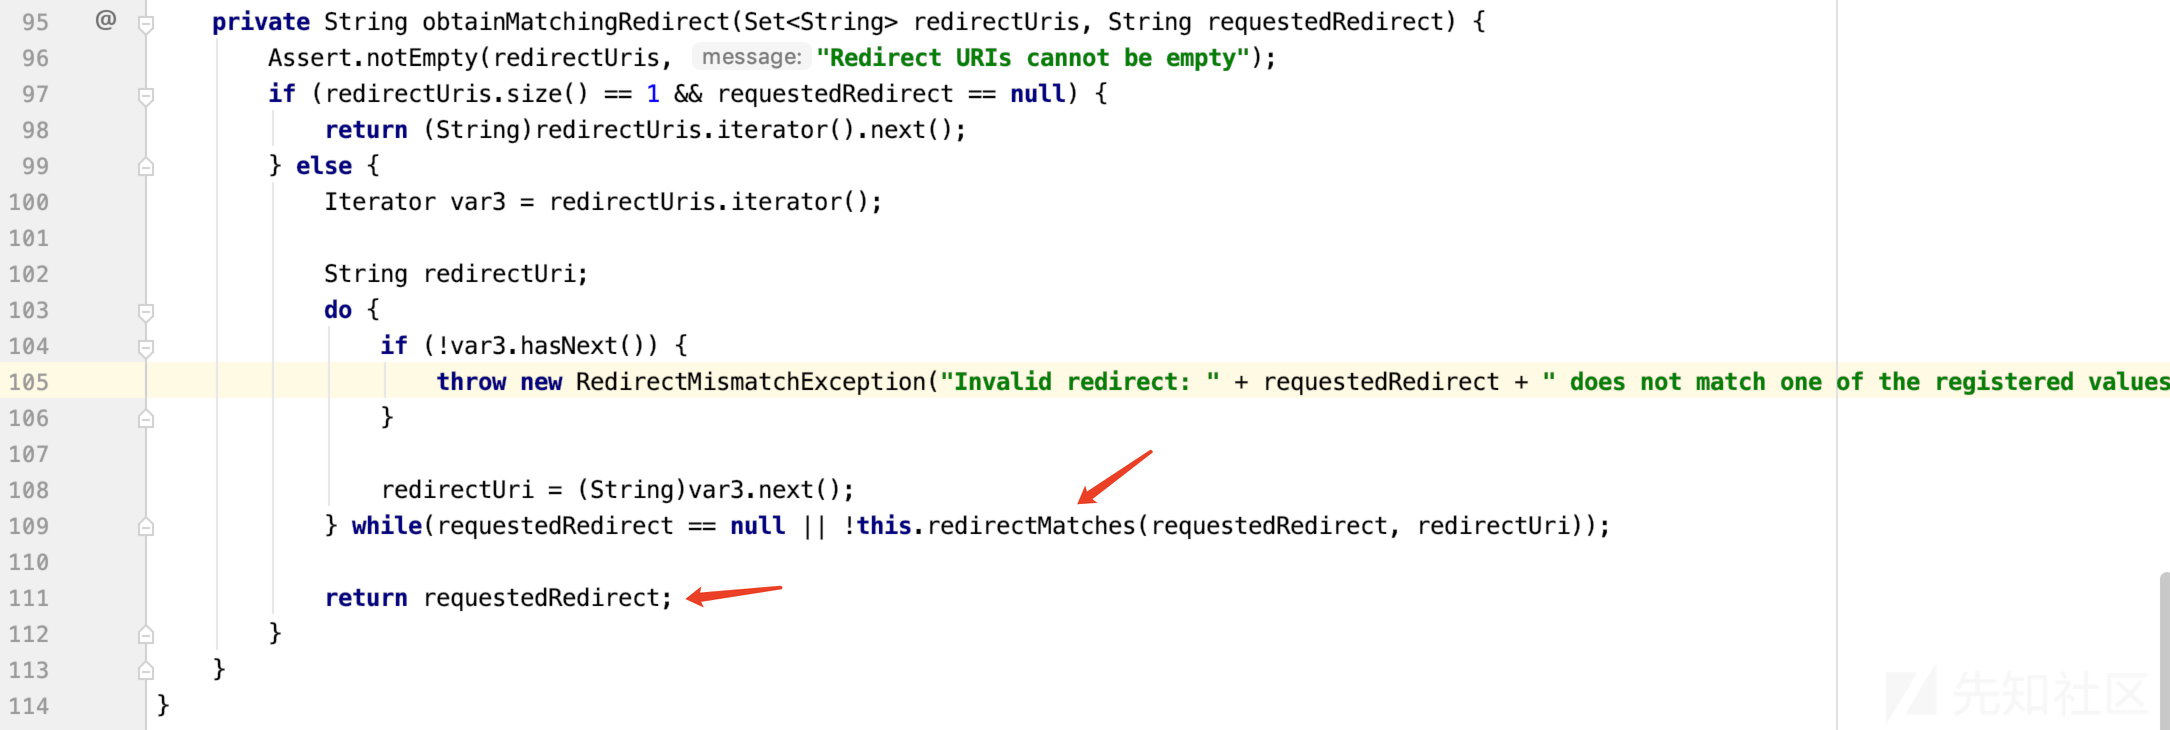 95 @ private String obtainMatchingRedirect(Set<String> redirectUris, String requestedRedirect) {
96 Assert.notEmpty(redirectUris, message: "Redirect URIs cannot be empty");
97 if (redirectUris.size() == 1 && requestedRedirect == null) {
98 return (String)redirectUris.iterator().next();
99 } else {
100 Iterator var3 = redirectUris.iterator();
101
102 String redirectUri;
103 do {
104 if (!var3.hasNext()) {
105 throw new RedirectMismatchException("Invalid redirect: " + requestedRedirect + " does not match one of the registered values
106 }
107
108 redirectUri = (String)var3.next();
109 } while(requestedRedirect == null || !this.redirectMatches(requestedRedirect, redirectUri));
110
111 return requestedRedirect;
112 }
113 }
114 }
先知社区